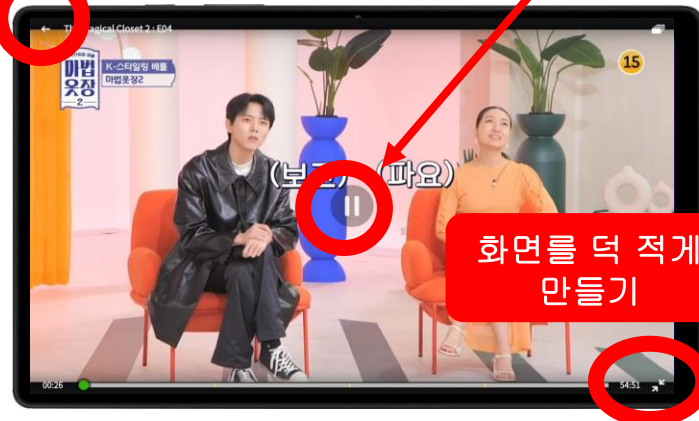 The Magical Closet 2 : E04
마법
옷장
2
K-스타일링 배틀
마법옷장2
15
(파요)
화면를 덕 적게
만들기
00:26
54:51